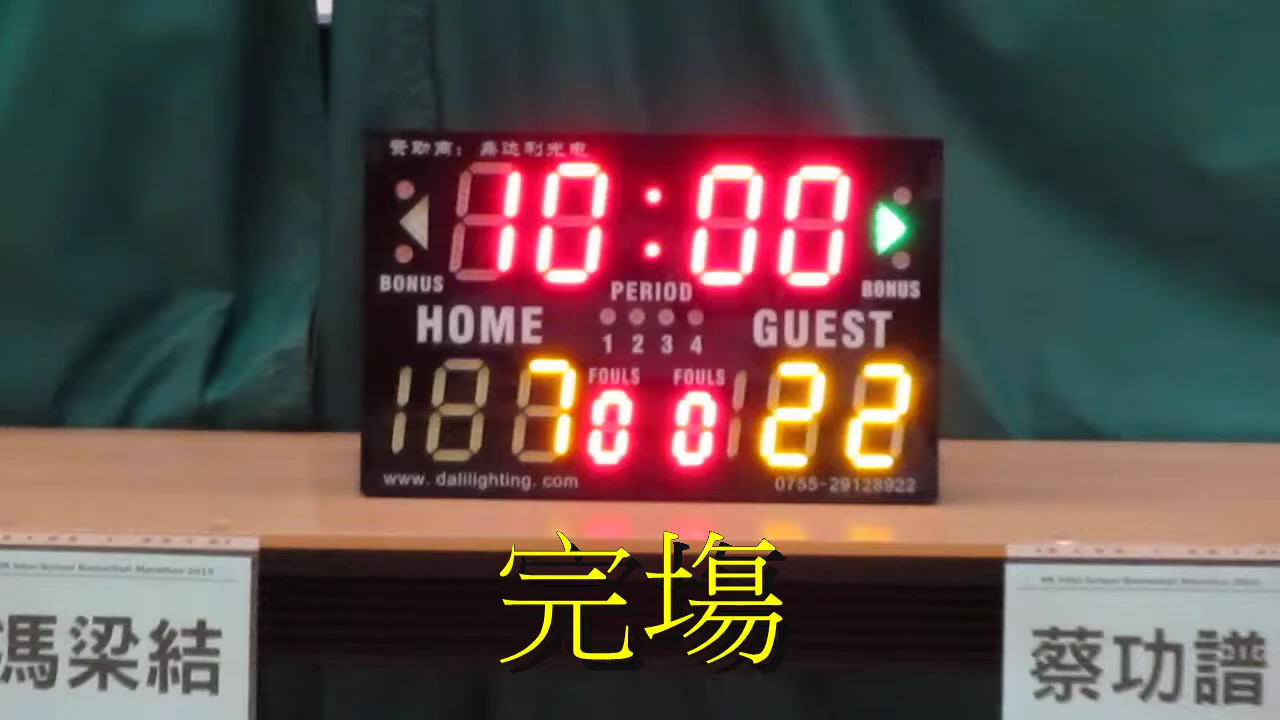 赞助商：鑫达利光电
10:00
BONUS
PERIOD
BONUS
HOME
1 2 3 4
GUEST
7
FOULS
0
FOULS
0
22
www.dalilighting.com
0755-29128922
完場
馮梁結
蔡功譜